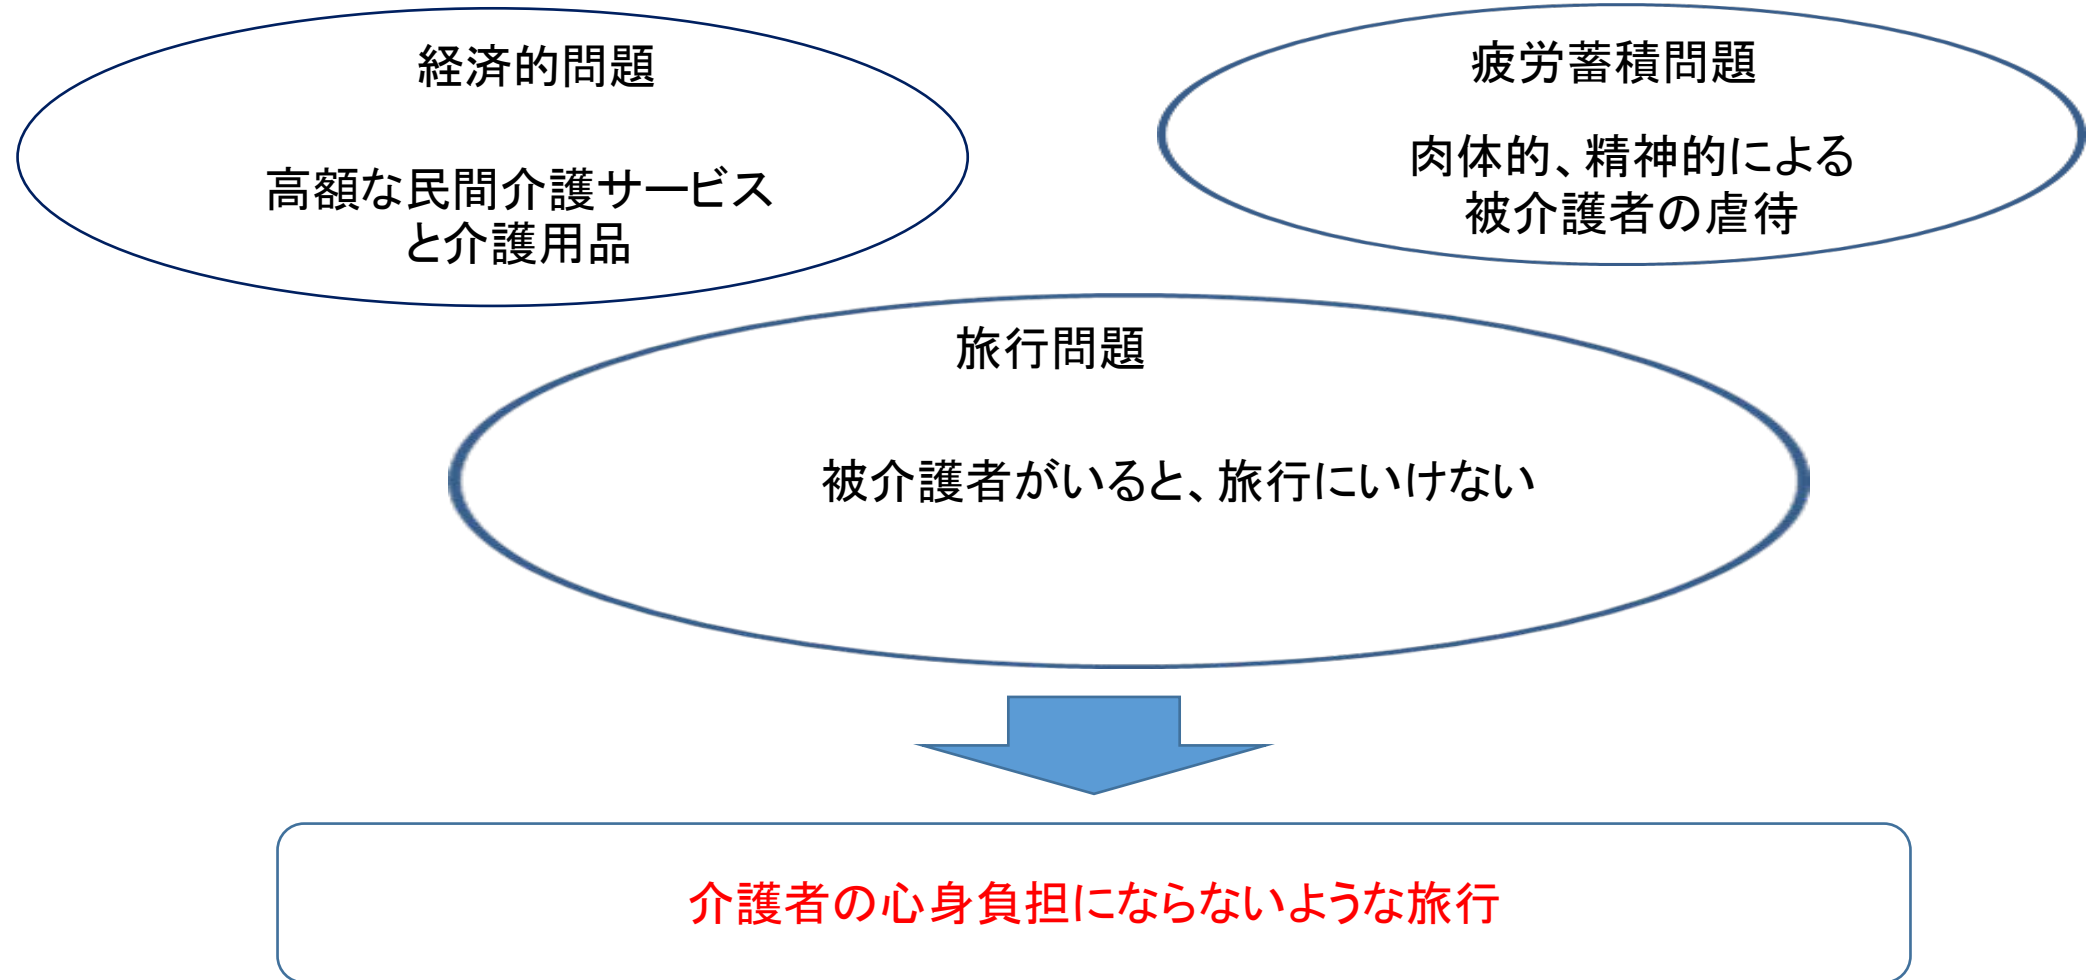 経済的問題
高額な民間介護サービス
と介護用品
疲労蓄積問題
肉体的、精神的による
被介護者の虐待
旅行問題
被介護者がいると、旅行にいけない
介護者の心身負担にならないような旅行